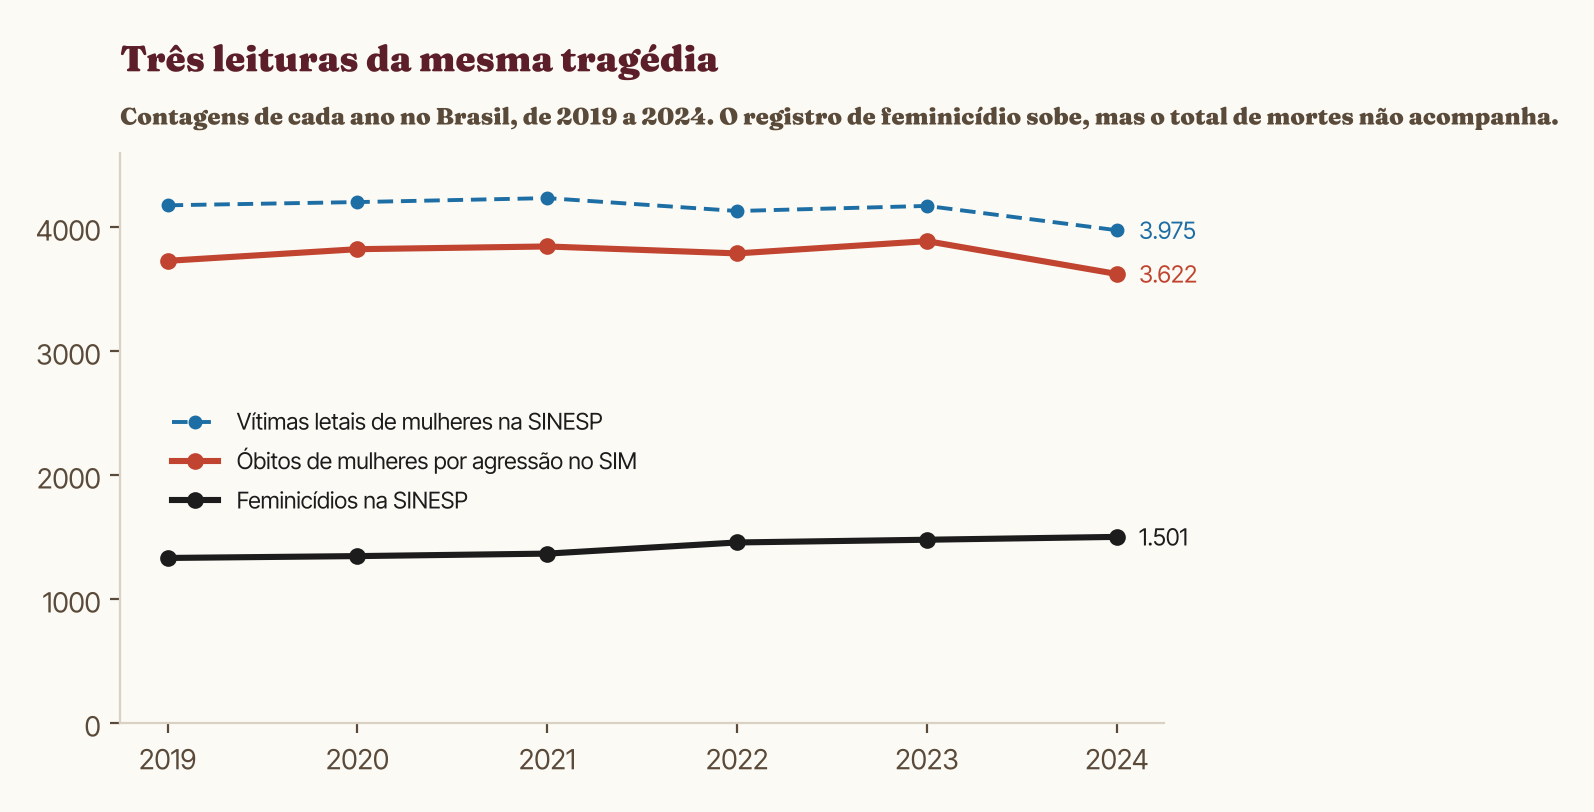 Três leituras da mesma tragédia
Contagens de cada ano no Brasil, de 2019 a 2024. O registro de feminicídio sobe, mas o total de mortes não acompanha.
4000
3000
2000
1000
0
3.975
3.622
Vítimas letais de mulheres na SINESP
Óbitos de mulheres por agressão no SIM
Feminicídios na SINESP
1.501
2019
2020
2021
2022
2023
2024